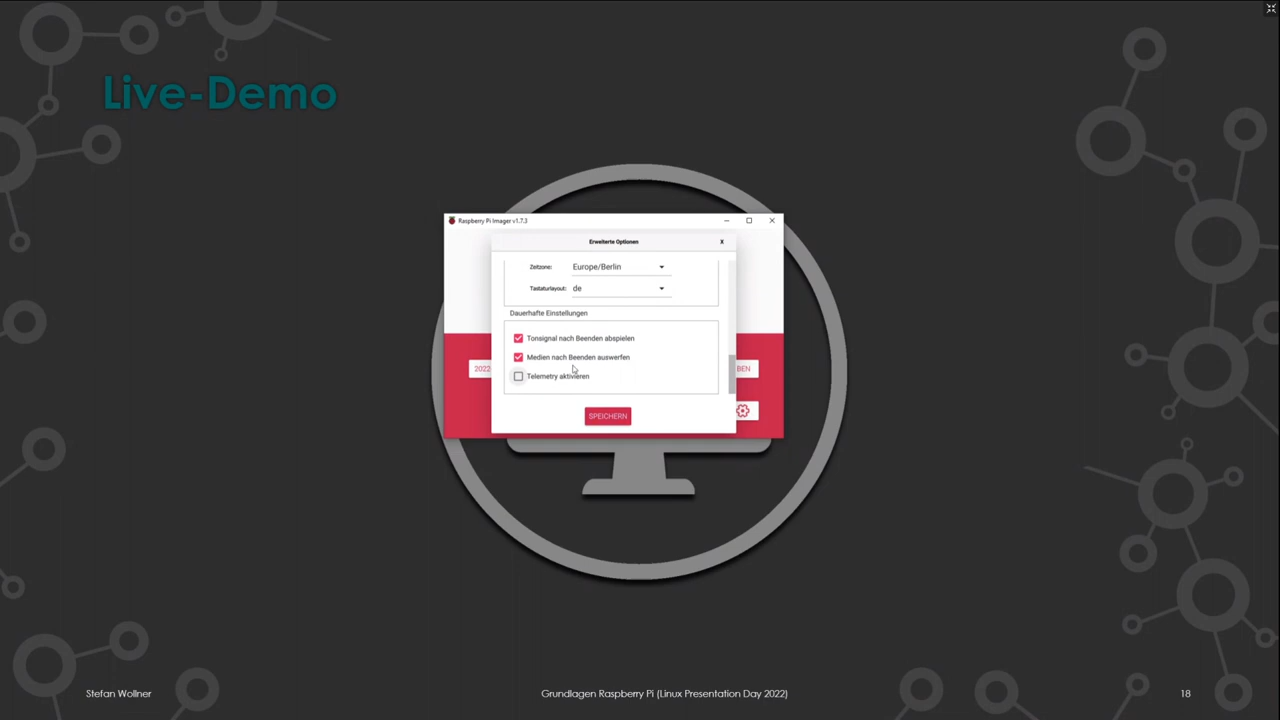 Live-Demo
Raspberry Pi Imager v1.7.3
Erweiterte Optionen
X
Zeitzone: Europe/Berlin
Tastaturlayout: de
Dauerhafte Einstellungen
Tonsignal nach Beenden abspielen
2022
Medien nach Beenden auswerfen
BEN
Telemetry aktivieren
SPEICHERN
Stefan Wollner
Grundlagen Raspberry Pi (Linux Presentation Day 2022)
18